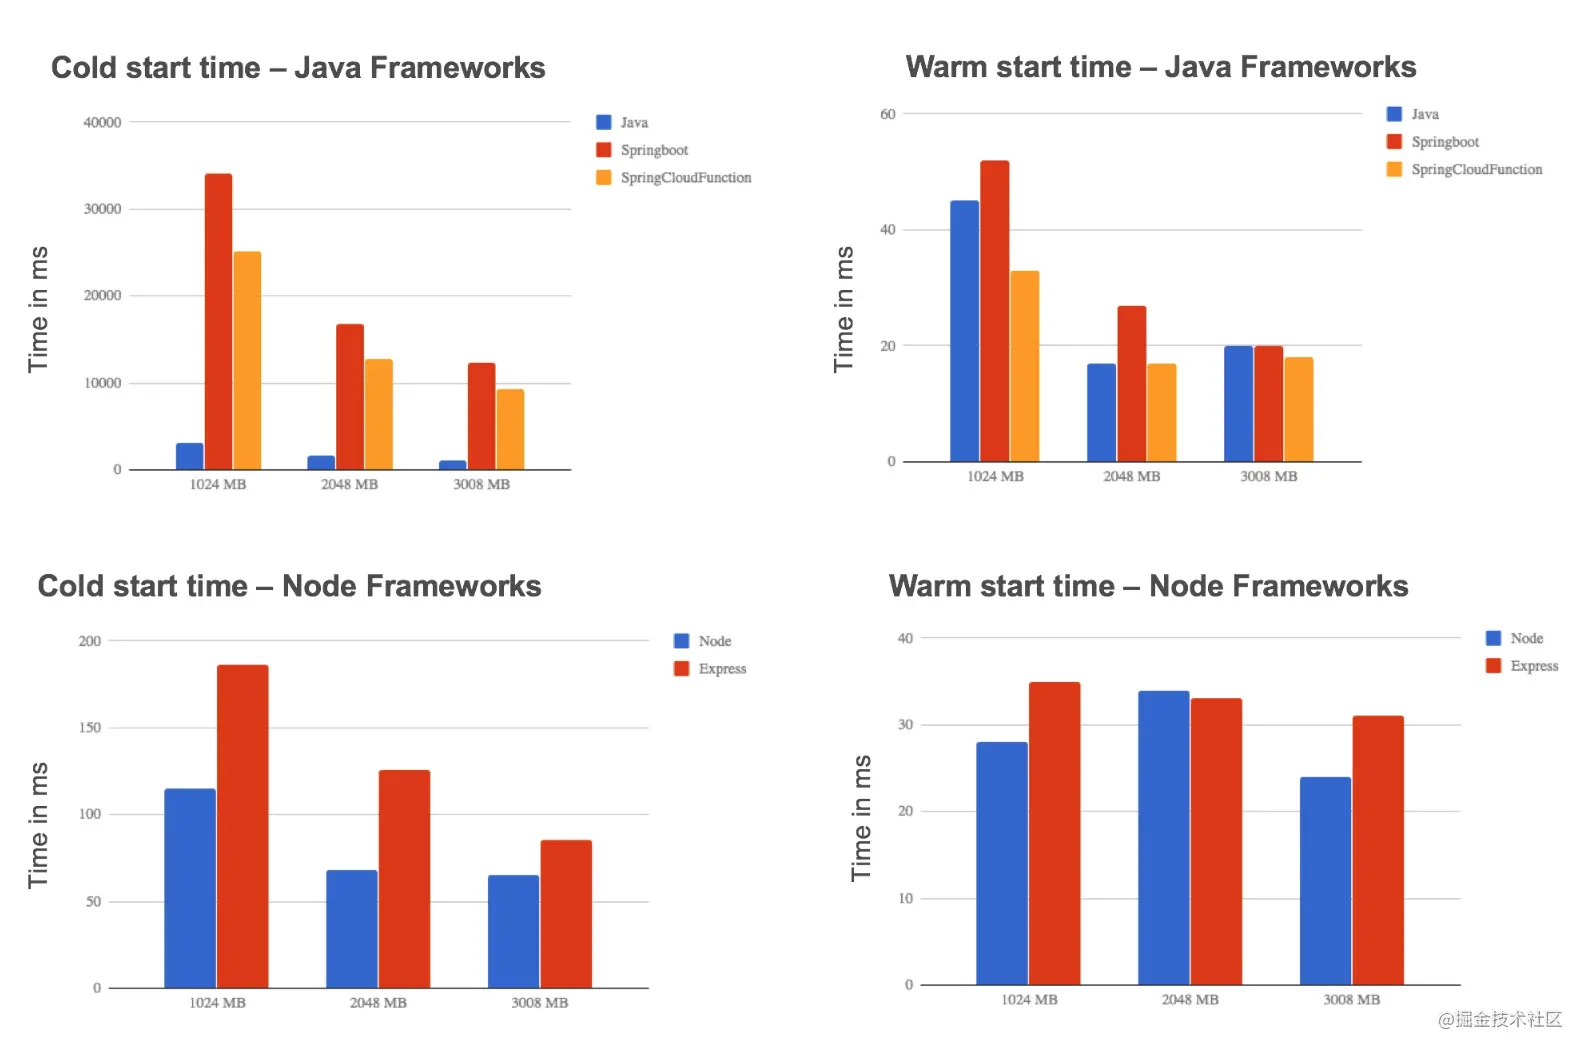 Cold start time – Java Frameworks
Time in ms
40000
30000
20000
10000
0
1024 MB
2048 MB
3008 MB
Java
Springboot
SpringCloudFunction
Warm start time – Java Frameworks
Time in ms
60
40
20
0
1024 MB
2048 MB
3008 MB
Java
Springboot
SpringCloudFunction
Cold start time – Node Frameworks
Time in ms
200
150
100
50
0
1024 MB
2048 MB
3008 MB
Node
Express
Warm start time – Node Frameworks
Time in ms
40
30
20
10
0
1024 MB
2048 MB
3008 MB
Node
Express
@掘金技术社区